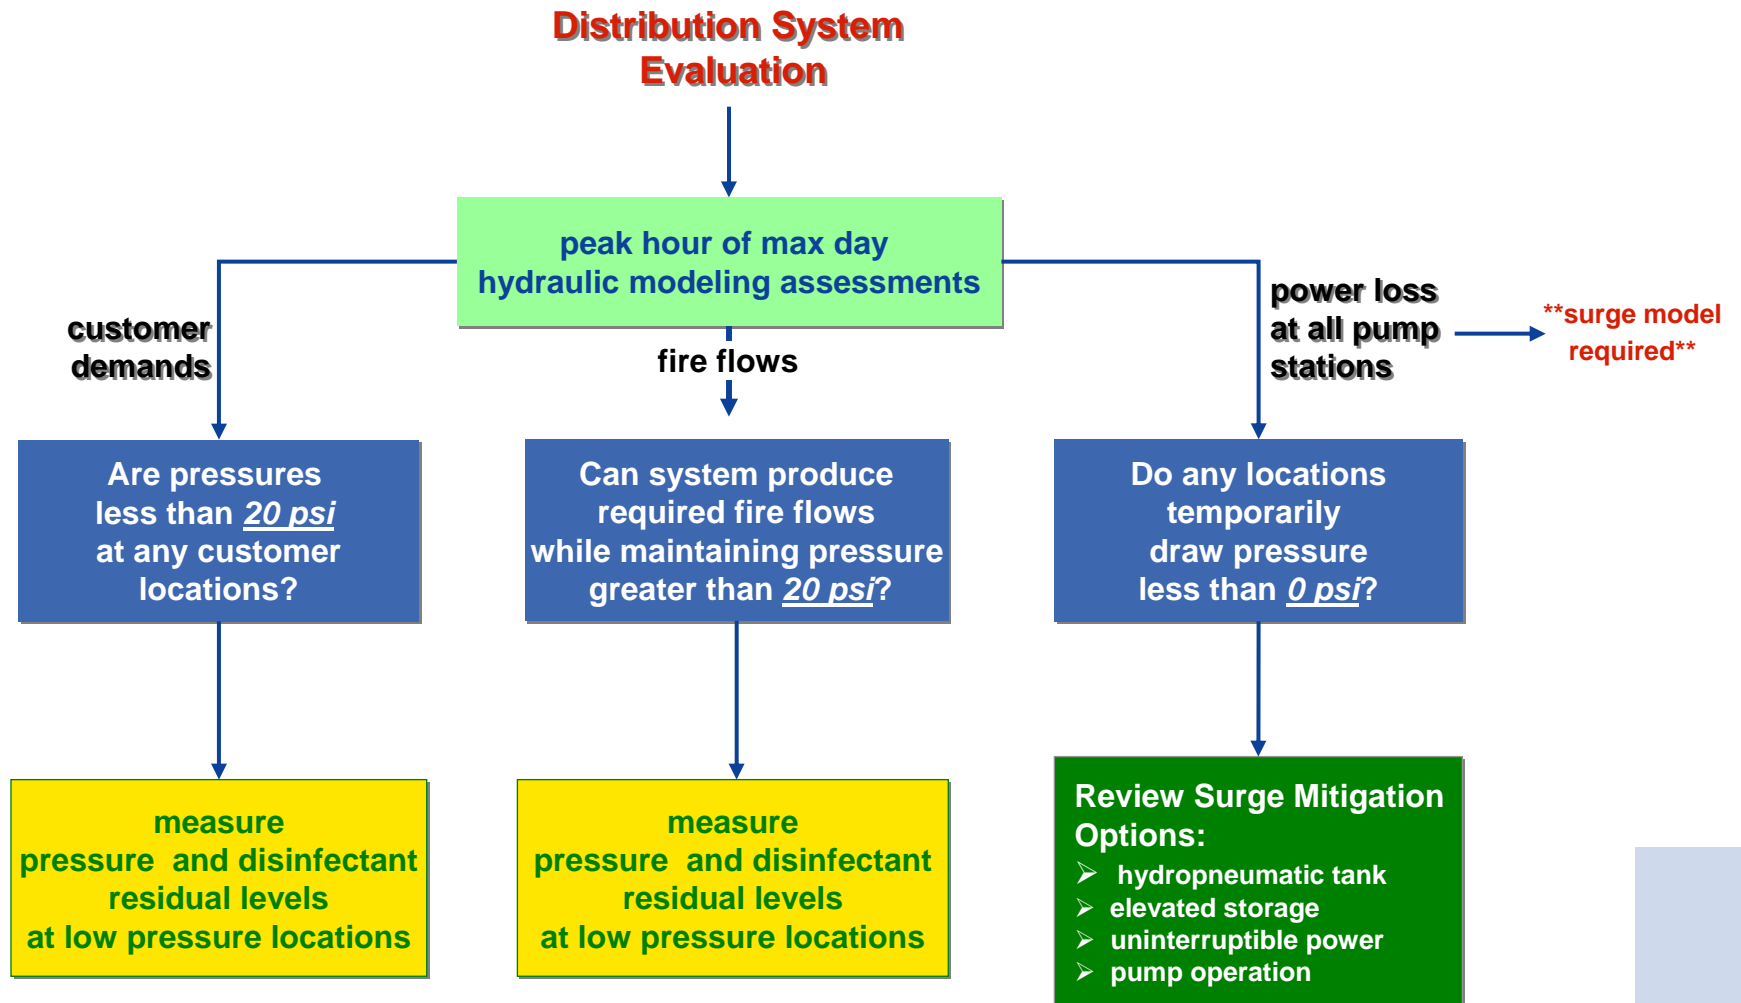 Distribution System
Evaluation
peak hour of max day
hydraulic modeling assessments
customer
demands
fire flows
power loss
at all pump
stations
**surge model
required**
Are pressures
less than 20 psi
at any customer
locations?
Can system produce
required fire flows
while maintaining pressure
greater than 20 psi?
Do any locations
temporarily
draw pressure
less than 0 psi?
measure
pressure and disinfectant
residual levels
at low pressure locations
measure
pressure and disinfectant
residual levels
at low pressure locations
Review Surge Mitigation
Options:
➢ hydropneumatic tank
➢ elevated storage
➢ uninterruptible power
➢ pump operation